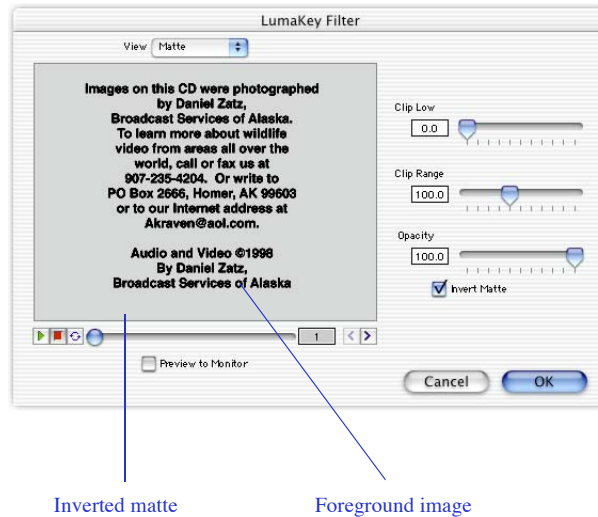 LumaKey Filter
View Matte
Images on this CD were photographed
by Daniel Zatz,
Broadcast Services of Alaska.
To learn more about wildlife
video from areas all over the
world, call or fax us at
907-235-4204. Or write to
PO Box 2666, Homer, AK 99603
or to our Internet address at
Akraven@aol.com.
Audio and Video ©1998
By Daniel Zatz,
Broadcast Services of Alaska
Clip Low
0.0
Clip Range
100.0
Opacity
100.0
Invert Matte
1
Preview to Monitor
Cancel OK
Inverted matte Foreground image